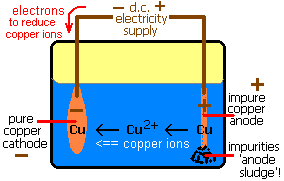 electrons
to reduce
copper ions
− d.c. +
electricity
supply
pure
copper
cathode
−
−
Cu ← Cu2+ ← Cu
<== copper ions
+
+
impure
copper
anode
impurities
'anode
sludge'!